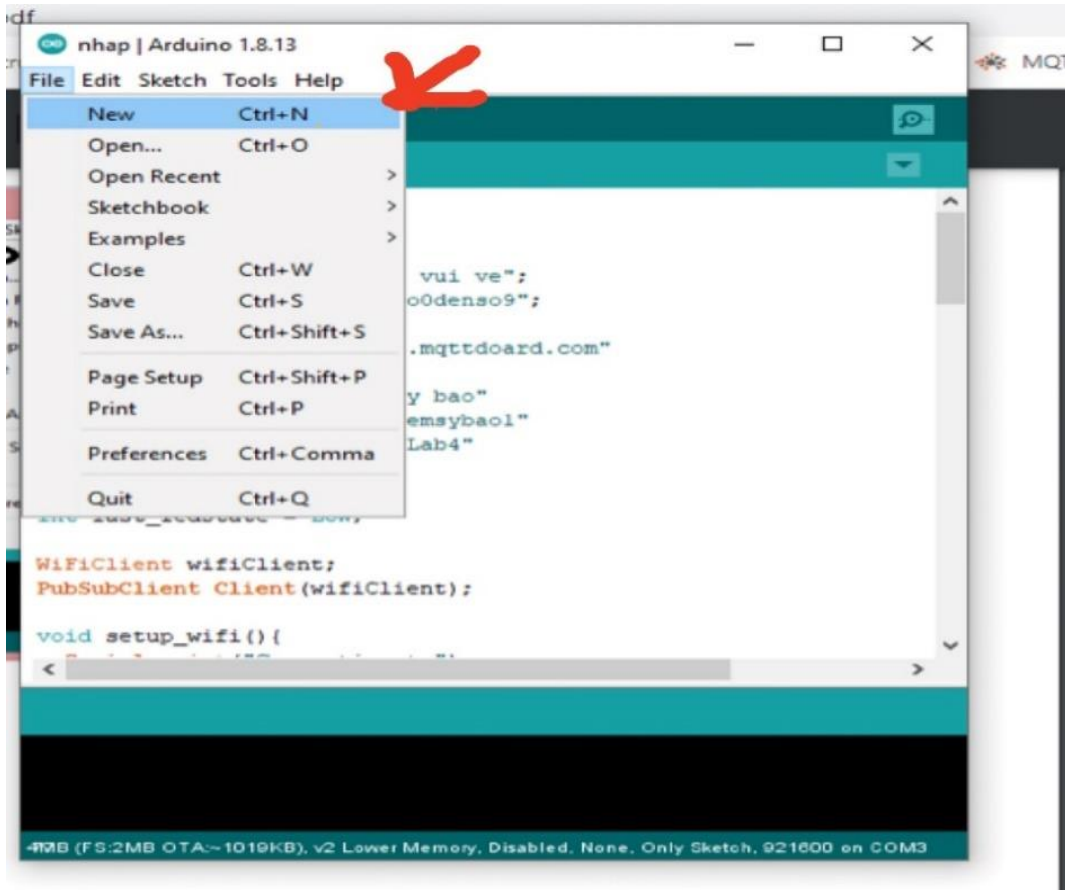 df
nhap | Arduino 1.8.13
MQT
File Edit Sketch Tools Help
New Ctrl+N
Open... Ctrl+O
Open Recent >
Sketchbook >
Examples >
Close Ctrl+W
vui ve";
Save Ctrl+S
o0denso9";
Save As... Ctrl+Shift+S
.mqttdoard.com"
Page Setup Ctrl+Shift+P
y bao"
Print Ctrl+P
emsybao1"
Lab4"
Preferences Ctrl+Comma
Quit Ctrl+Q
WiFiClient wifiClient;
PubSubClient Client(wifiClient);
void setup_wifi(){
(FS:2MB OTA:~1019KB), v2 Lower Memory, Disabled, None, Only Sketch, 921600 on COM3